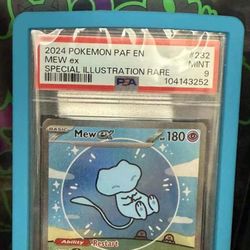 2024 POKEMON PAF EN #232
MEW ex MINT
SPECIAL ILLUSTRATION RARE 9
PSA 104143252
BASIC Mew ex HP 180
Ability Restart